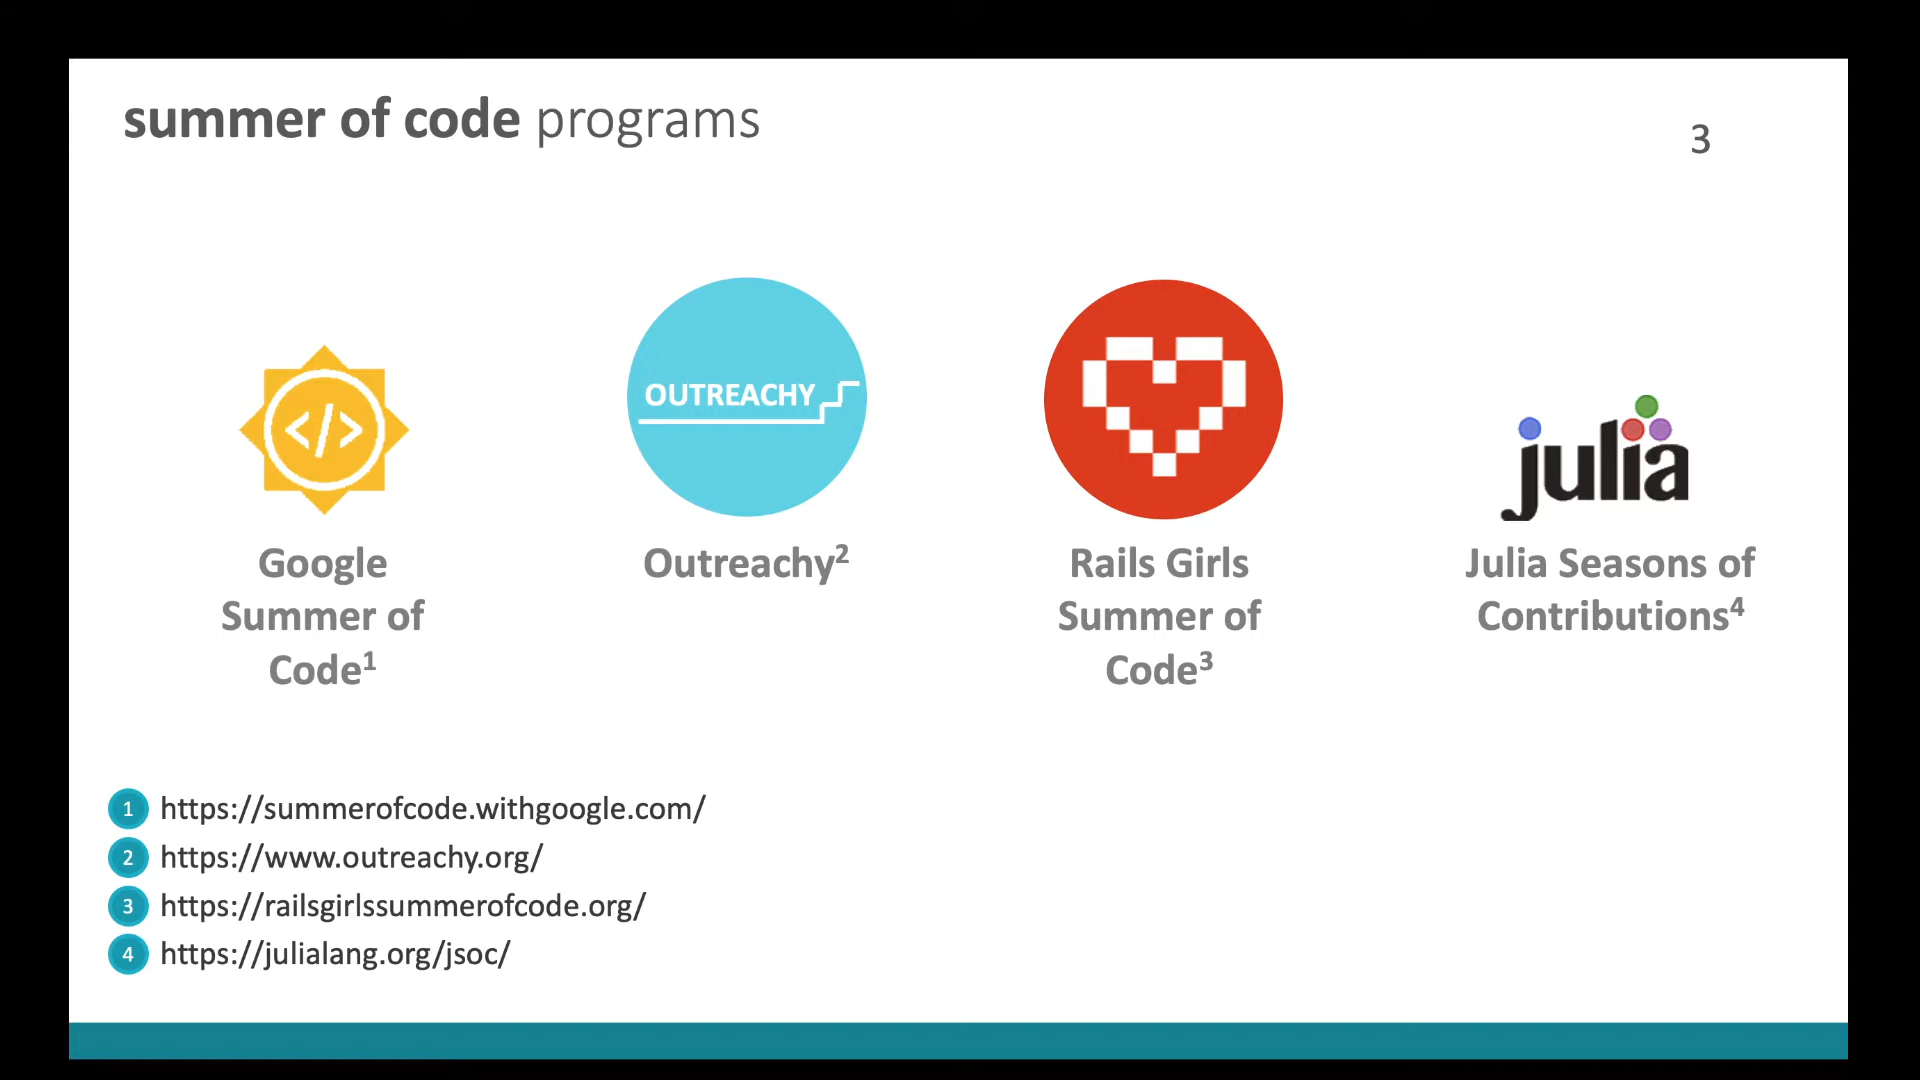 summer of code programs
3
</>
OUTREACHY
julia
Google
Summer of
Code¹
Outreachy²
Rails Girls
Summer of
Code³
Julia Seasons of
Contributions⁴
1 https://summerofcode.withgoogle.com/
2 https://www.outreachy.org/
3 https://railsgirlssummerofcode.org/
4 https://julialang.org/jsoc/